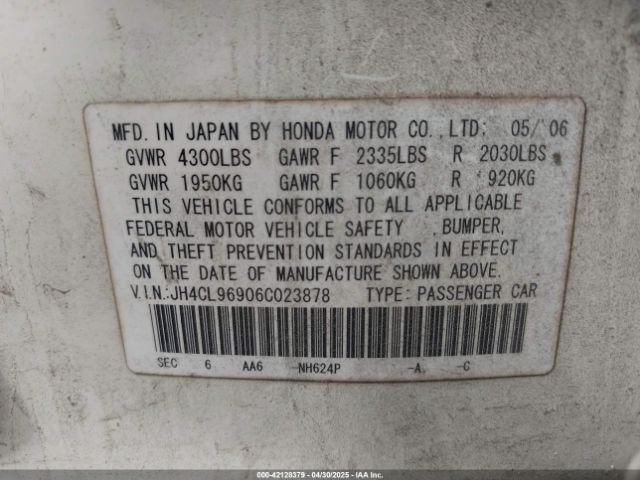 MFD. IN JAPAN BY HONDA MOTOR CO.,LTD: 05/'06
GVWR 4300LBS GAWR F 2335LBS R 2030LBS
GVWR 1950KG GAWR F 1060KG R 920KG
THIS VEHICLE CONFORMS TO ALL APPLICABLE
FEDERAL MOTOR VEHICLE SAFETY ,BUMPER,
AND THEFT PREVENTION STANDARDS IN EFFECT
ON THE DATE OF MANUFACTURE SHOWN ABOVE.
V.I.N.:JH4CL96906C023878 TYPE: PASSENGER CAR
SEC 6 AA6 -NH624P -A -C
000-42128379 - 04/30/2025 - IAA Inc.